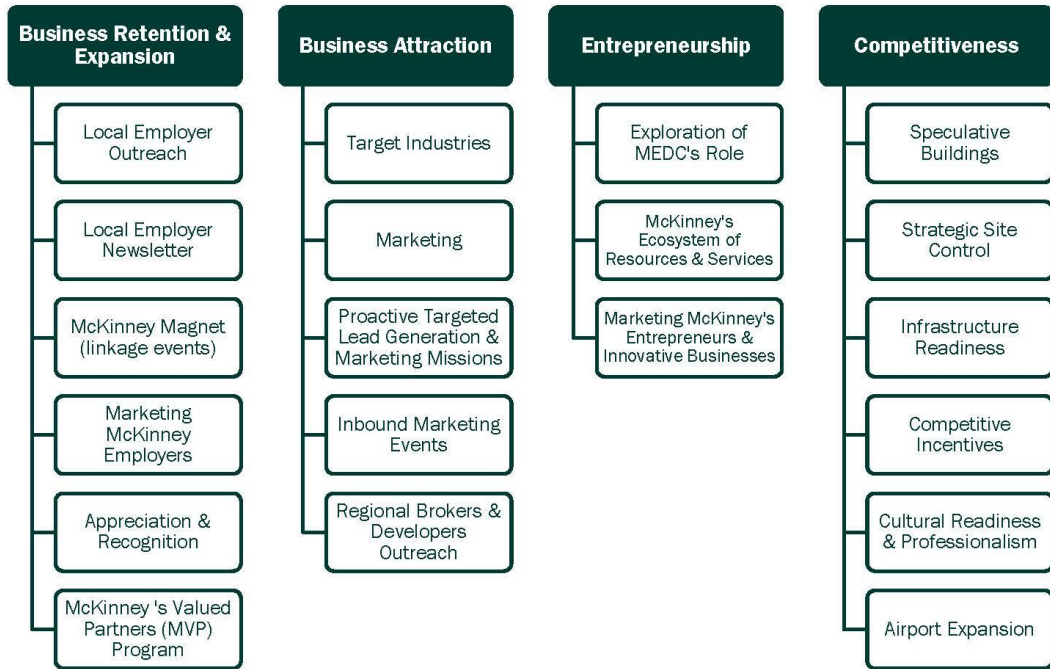 Business Retention &
Expansion
Local Employer
Outreach
Local Employer
Newsletter
McKinney Magnet
(linkage events)
Marketing
McKinney
Employers
Appreciation &
Recognition
McKinney 's Valued
Partners (MVP)
Program
Business Attraction
Target Industries
Marketing
Proactive Targeted
Lead Generation &
Marketing Missions
Inbound Marketing
Events
Regional Brokers &
Developers
Outreach
Entrepreneurship
Exploration of
MEDC's Role
McKinney's
Ecosystem of
Resources & Services
Marketing McKinney's
Entrepreneurs &
Innovative Businesses
Competitiveness
Speculative
Buildings
Strategic Site
Control
Infrastructure
Readiness
Competitive
Incentives
Cultural Readiness
& Professionalism
Airport Expansion